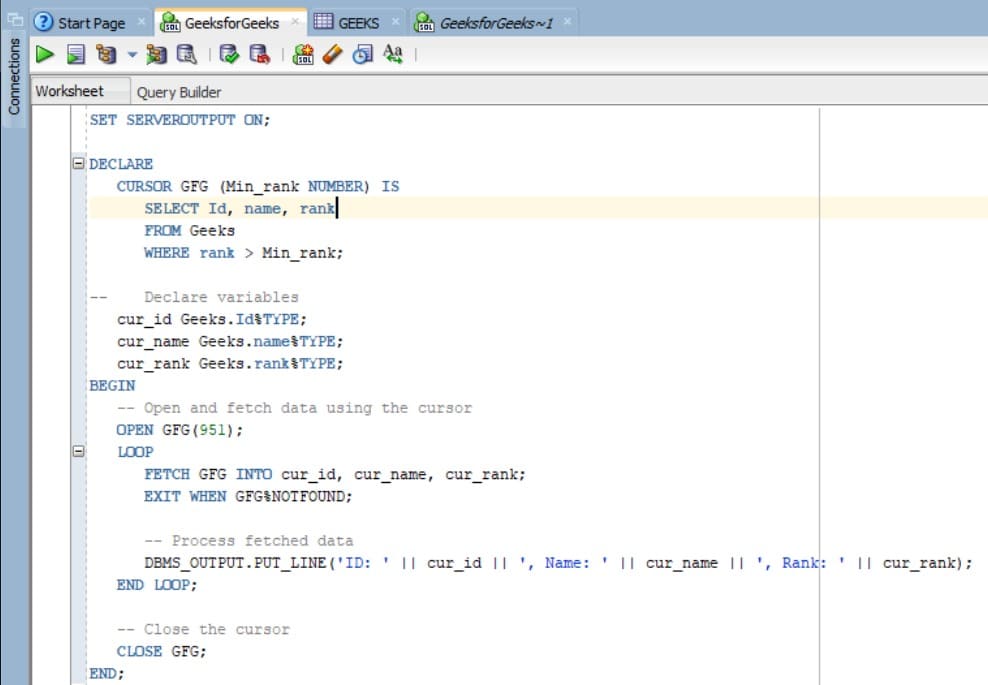 Connections
Start Page GeeksforGeeks GEEKS GeeksforGeeks~1
Worksheet Query Builder
SET SERVEROUTPUT ON;
DECLARE
CURSOR GFG (Min_rank NUMBER) IS
SELECT Id, name, rank
FROM Geeks
WHERE rank > Min_rank;
-- Declare variables
cur_id Geeks.Id%TYPE;
cur_name Geeks.name%TYPE;
cur_rank Geeks.rank%TYPE;
BEGIN
-- Open and fetch data using the cursor
OPEN GFG(951);
LOOP
FETCH GFG INTO cur_id, cur_name, cur_rank;
EXIT WHEN GFG%NOTFOUND;
-- Process fetched data
DBMS_OUTPUT.PUT_LINE('ID: ' || cur_id || ', Name: ' || cur_name || ', Rank: ' || cur_rank);
END LOOP;
-- Close the cursor
CLOSE GFG;
END;